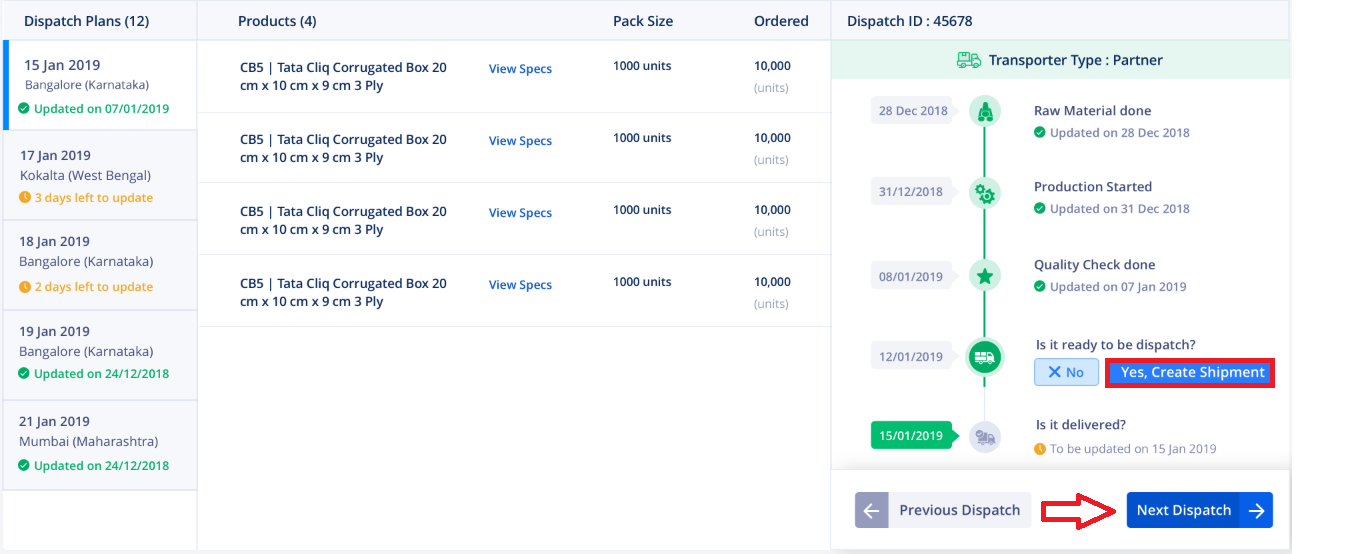 Dispatch Plans (12)
15 Jan 2019
Bangalore (Karnataka)
Updated on 07/01/2019
17 Jan 2019
Kokalta (West Bengal)
3 days left to update
18 Jan 2019
Bangalore (Karnataka)
2 days left to update
19 Jan 2019
Bangalore (Karnataka)
Updated on 24/12/2018
21 Jan 2019
Mumbai (Maharashtra)
Updated on 24/12/2018
Products (4) Pack Size Ordered
CB5 | Tata Cliq Corrugated Box 20 View Specs 1000 units 10,000
cm x 10 cm x 9 cm 3 Ply (units)
CB5 | Tata Cliq Corrugated Box 20 View Specs 1000 units 10,000
cm x 10 cm x 9 cm 3 Ply (units)
CB5 | Tata Cliq Corrugated Box 20 View Specs 1000 units 10,000
cm x 10 cm x 9 cm 3 Ply (units)
CB5 | Tata Cliq Corrugated Box 20 View Specs 1000 units 10,000
cm x 10 cm x 9 cm 3 Ply (units)
Dispatch ID : 45678
Transporter Type : Partner
28 Dec 2018 Raw Material done
Updated on 28 Dec 2018
31/12/2018 Production Started
Updated on 31 Dec 2018
08/01/2019 Quality Check done
Updated on 07 Jan 2019
12/01/2019 Is it ready to be dispatch?
No Yes, Create Shipment
15/01/2019 Is it delivered?
To be updated on 15 Jan 2019
Previous Dispatch Next Dispatch